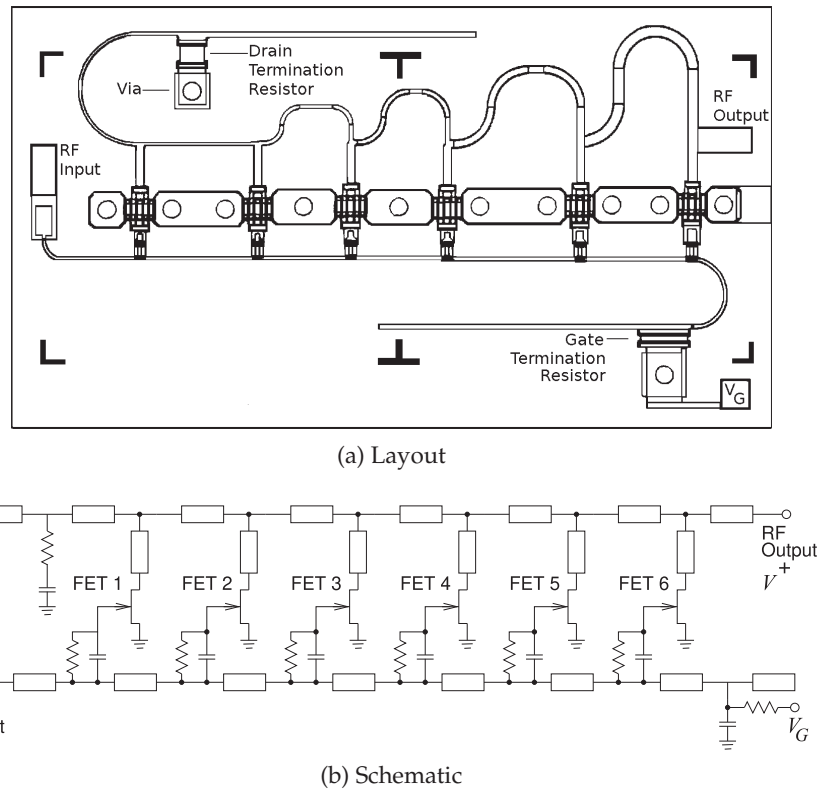 Drain
Termination
Resistor
Via
RF
Input
RF
Output
Gate
Termination
Resistor
V_G
(a) Layout
RF
Output
V^+
FET 1 FET 2 FET 3 FET 4 FET 5 FET 6
V_G
t
(b) Schematic